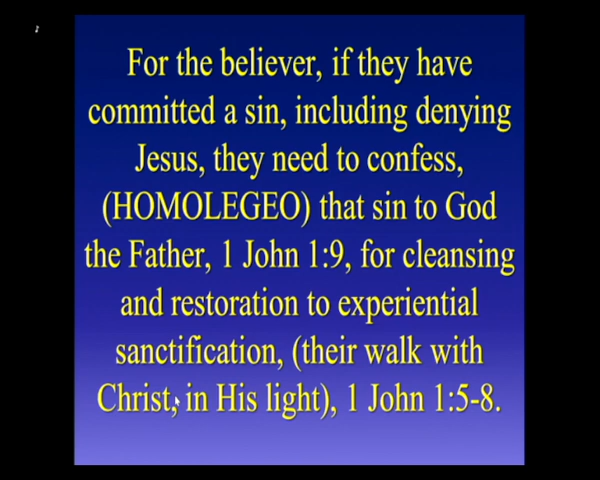 For the believer, if they have
committed a sin, including denying
Jesus, they need to confess,
(HOMOLEGEO) that sin to God
the Father, 1 John 1:9, for cleansing
and restoration to experiential
sanctification, (their walk with
Christ, in His light), 1 John 1:5-8.